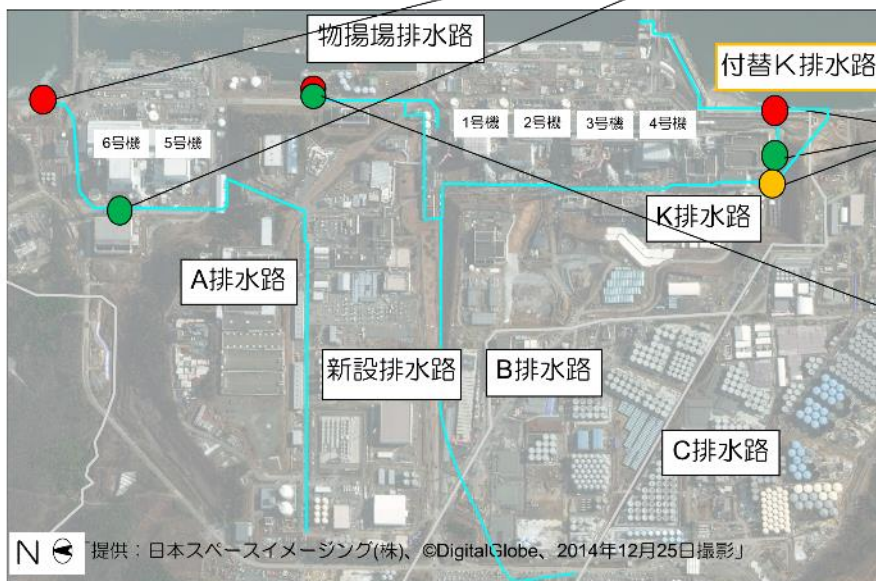 物揚場排水路
付替K排水路
1号機
2号機
3号機
4号機
6号機
5号機
K排水路
A排水路
新設排水路
B排水路
C排水路
N
「提供：日本スペースイメージング(株)、©DigitalGlobe、2014年12月25日撮影」